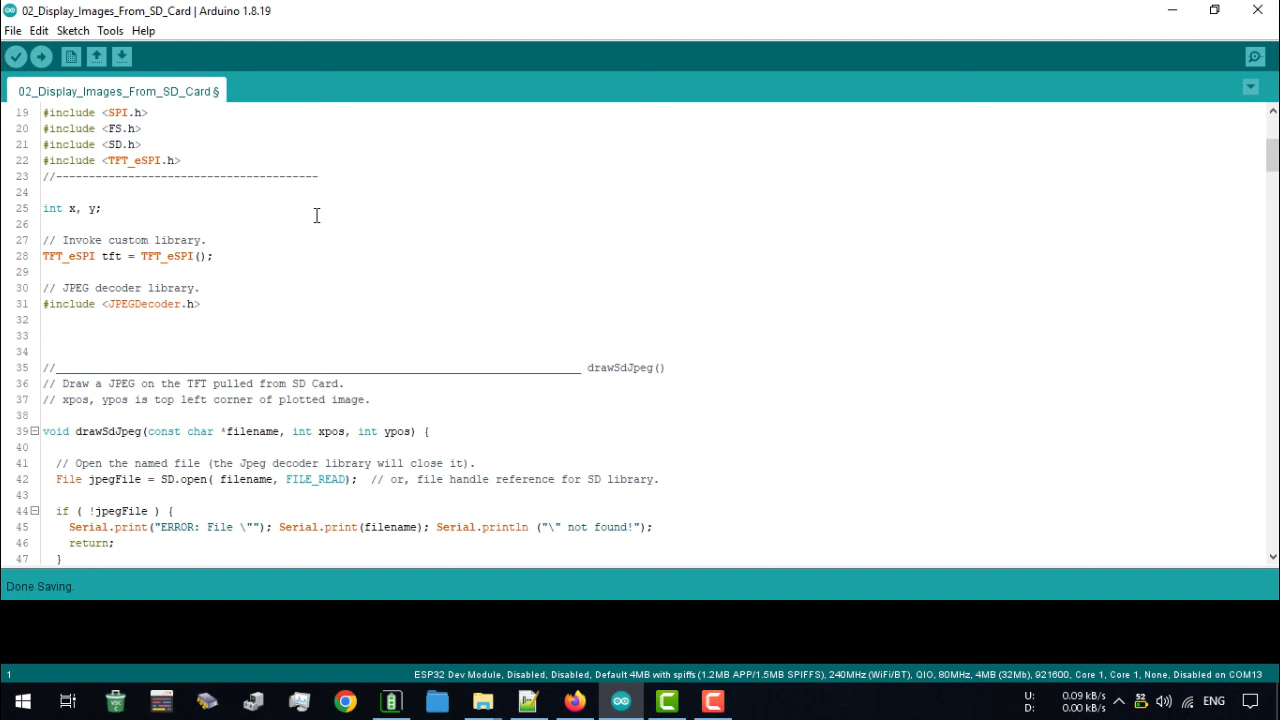 02_Display_Images_From_SD_Card | Arduino 1.8.19
File Edit Sketch Tools Help
02_Display_Images_From_SD_Card §
19 #include <SPI.h>
20 #include <FS.h>
21 #include <SD.h>
22 #include <TFT_eSPI.h>
23 //----------------------------------------
24
25 int x, y;
26
27 // Invoke custom library.
28 TFT_eSPI tft = TFT_eSPI();
29
30 // JPEG decoder library.
31 #include <JPEGDecoder.h>
32
33
34
35 //________________________________________________________________________________ drawSdJpeg()
36 // Draw a JPEG on the TFT pulled from SD Card.
37 // xpos, ypos is top left corner of plotted image.
38
39 void drawSdJpeg(const char *filename, int xpos, int ypos) {
40
41 // Open the named file (the Jpeg decoder library will close it).
42 File jpegFile = SD.open( filename, FILE_READ); // or, file handle reference for SD library.
43
44 if ( !jpegFile ) {
45 Serial.print("ERROR: File \""); Serial.print(filename); Serial.println ("\" not found!");
46 return;
47 }
Done Saving.
1 ESP32 Dev Module, Disabled, Disabled, Default 4MB with spiffs (1.2MB APP/1.5MB SPIFFS), 240MHz (WiFi/BT), QIO, 80MHz, 4MB (32Mb), 921600, Core 1, Core 1, None, Disabled on COM13
U: 0.09 kB/s
D: 0.00 kB/s
52
ENG